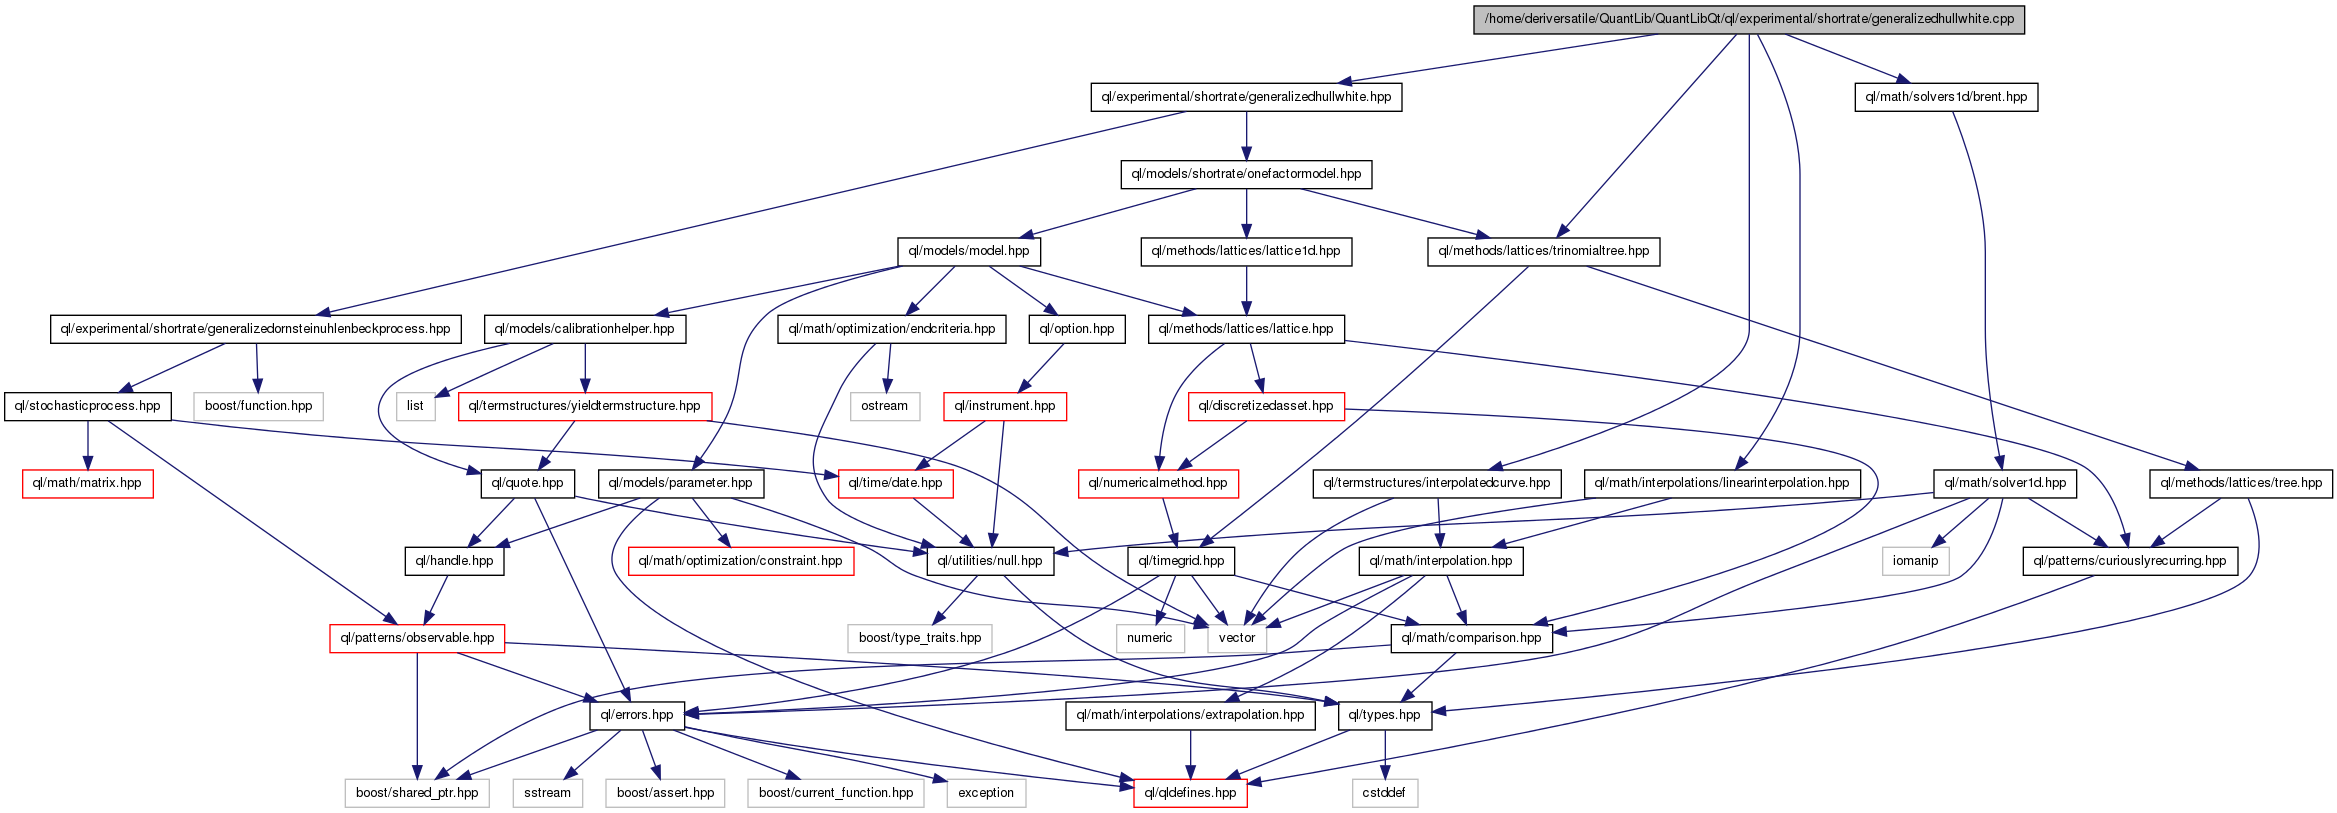 /home/deriversatile/QuantLib/QuantLibQt/ql/experimental/shortrate/generalizedhullwhite.cpp
ql/experimental/shortrate/generalizedhullwhite.hpp
ql/math/solvers1d/brent.hpp
ql/models/shortrate/onefactormodel.hpp
ql/models/model.hpp
ql/methods/lattices/lattice1d.hpp
ql/methods/lattices/trinomialtree.hpp
ql/experimental/shortrate/generalizedornsteinuhlenbeckprocess.hpp
ql/models/calibrationhelper.hpp
ql/math/optimization/endcriteria.hpp
ql/option.hpp
ql/methods/lattices/lattice.hpp
ql/stochasticprocess.hpp
boost/function.hpp
list
ql/termstructures/yieldtermstructure.hpp
ostream
ql/instrument.hpp
ql/discretizedasset.hpp
ql/math/matrix.hpp
ql/quote.hpp
ql/models/parameter.hpp
ql/time/date.hpp
ql/numericalmethod.hpp
ql/termstructures/interpolatedcurve.hpp
ql/math/interpolations/linearinterpolation.hpp
ql/math/solver1d.hpp
ql/methods/lattices/tree.hpp
ql/handle.hpp
ql/math/optimization/constraint.hpp
ql/utilities/null.hpp
ql/timegrid.hpp
ql/math/interpolation.hpp
iomanip
ql/patterns/curiouslyrecurring.hpp
ql/patterns/observable.hpp
boost/type_traits.hpp
numeric
vector
ql/math/comparison.hpp
ql/errors.hpp
ql/math/interpolations/extrapolation.hpp
ql/types.hpp
boost/shared_ptr.hpp
sstream
boost/assert.hpp
boost/current_function.hpp
exception
ql/qldefines.hpp
cstddef